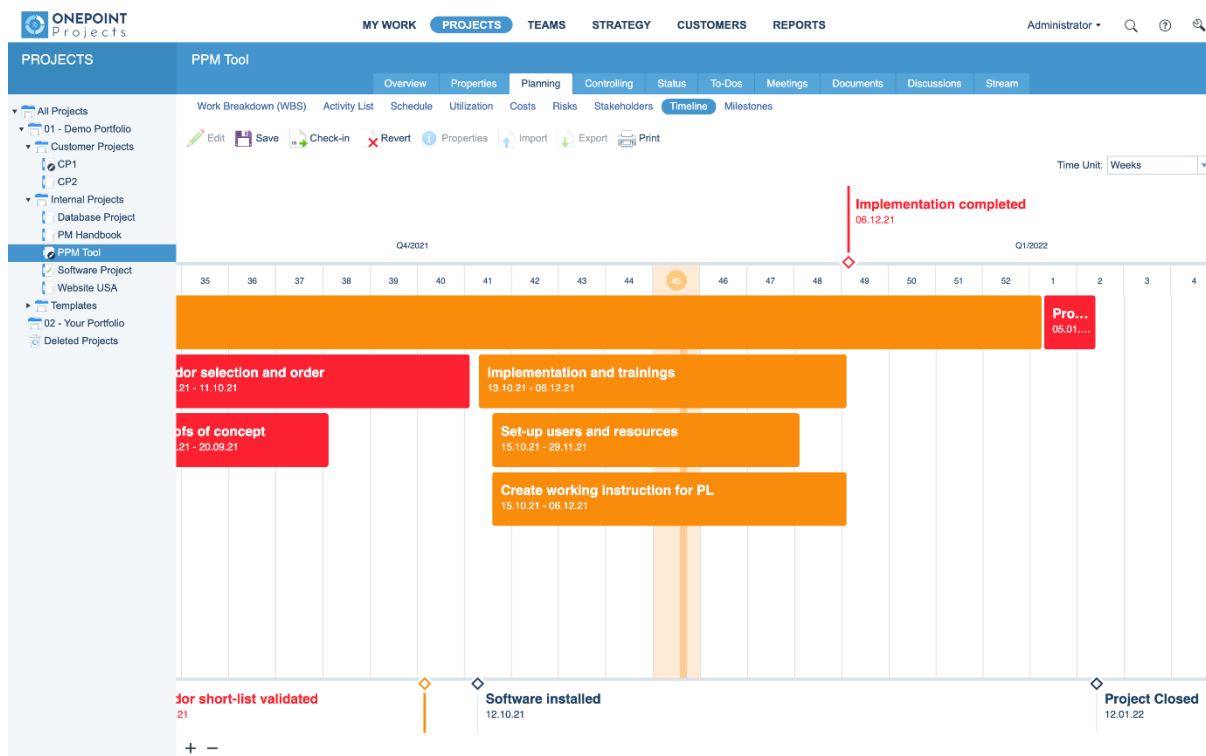 ONEPOINT
Projects
MY WORK PROJECTS TEAMS STRATEGY CUSTOMERS REPORTS
Administrator
PROJECTS
PPM Tool
Overview Properties Planning Controlling Status To-Dos Meetings Documents Discussions Stream
Work Breakdown (WBS) Activity List Schedule Utilization Costs Risks Stakeholders Timeline Milestones
Edit Save Check-in Revert Properties Import Export Print
Time Unit: Weeks
All Projects
01 - Demo Portfolio
Customer Projects
CP1
CP2
Internal Projects
Database Project
PM Handbook
PPM Tool
Software Project
Website USA
Templates
02 - Your Portfolio
Deleted Projects
Implementation completed
06.12.21
Q4/2021 Q1/2022
35 36 37 38 39 40 41 42 43 44 45 46 47 48 49 50 51 52 1 2 3 4
Pro...
05.01....
dor selection and order
.21 - 11.10.21
Implementation and trainings
13.10.21 - 06.12.21
ofs of concept
.21 - 20.09.21
Set-up users and resources
15.10.21 - 29.11.21
Create working instruction for PL
15.10.21 - 06.12.21
dor short-list validated
21
Software installed
12.10.21
Project Closed
12.01.22
+ −